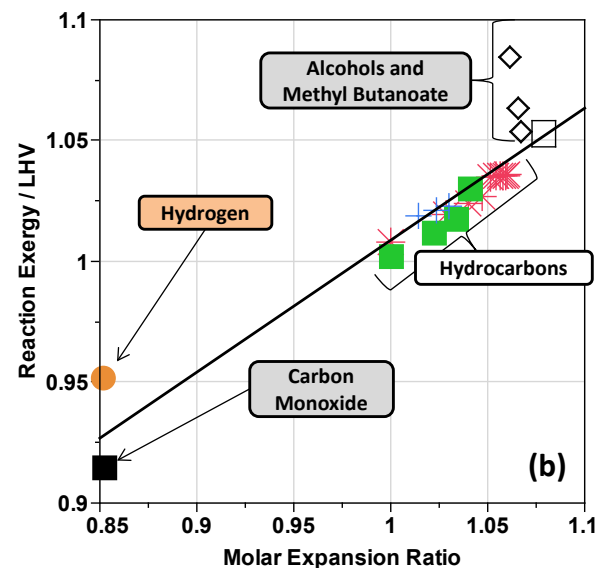 1.1
Alcohols and
Methyl Butanoate
1.05
Hydrogen
1
Hydrocarbons
0.95
Carbon
Monoxide
(b)
0.9
0.85
0.9
0.95
1
1.05
1.1
Molar Expansion Ratio
Reaction Exergy / LHV